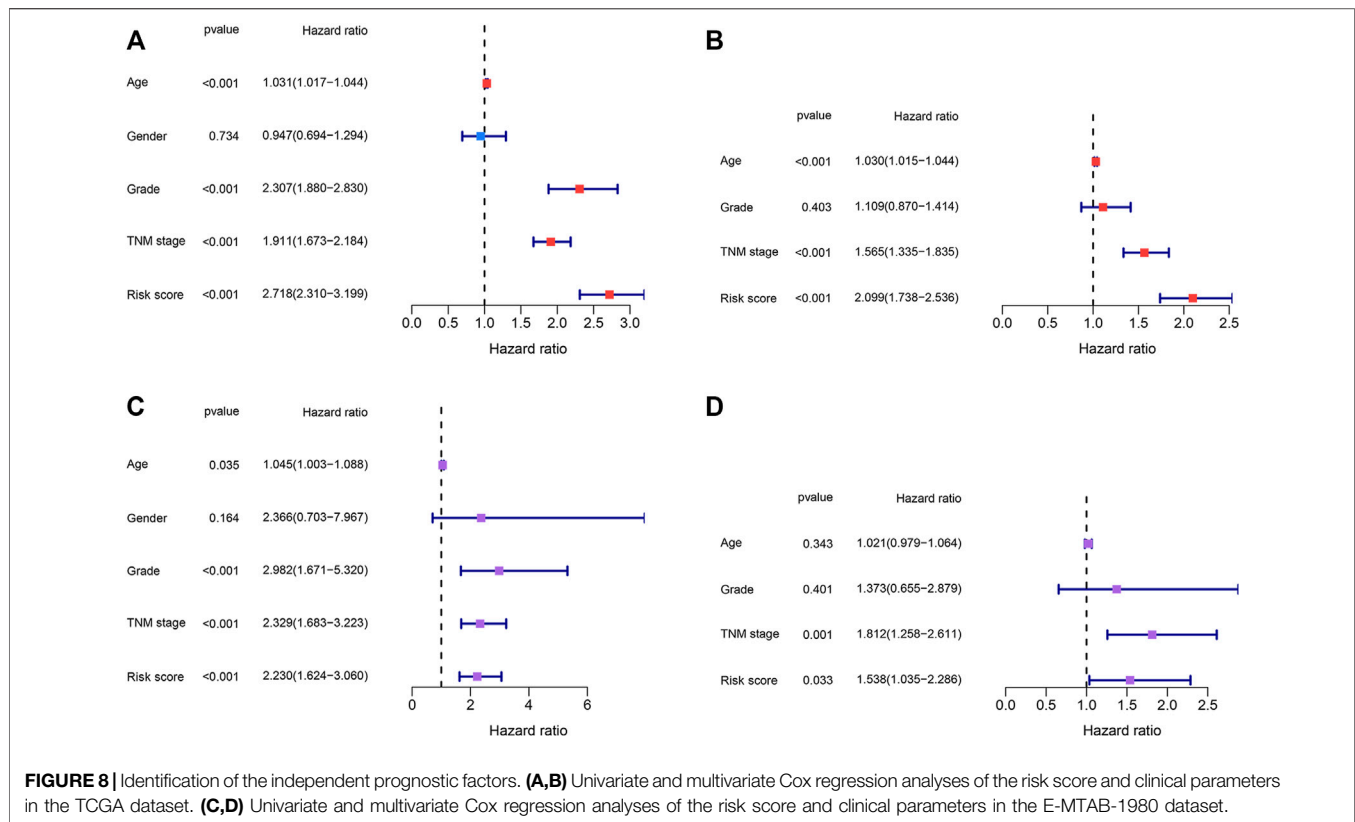 A
pvalue Hazard ratio
Age <0.001 1.031(1.017−1.044)
Gender 0.734 0.947(0.694−1.294)
Grade <0.001 2.307(1.880−2.830)
TNM stage <0.001 1.911(1.673−2.184)
Risk score <0.001 2.718(2.310−3.199)
0.0 0.5 1.0 1.5 2.0 2.5 3.0
Hazard ratio
B
pvalue Hazard ratio
Age <0.001 1.030(1.015−1.044)
Grade 0.403 1.109(0.870−1.414)
TNM stage <0.001 1.565(1.335−1.835)
Risk score <0.001 2.099(1.738−2.536)
0.0 0.5 1.0 1.5 2.0 2.5
Hazard ratio
C
pvalue Hazard ratio
Age 0.035 1.045(1.003−1.088)
Gender 0.164 2.366(0.703−7.967)
Grade <0.001 2.982(1.671−5.320)
TNM stage <0.001 2.329(1.683−3.223)
Risk score <0.001 2.230(1.624−3.060)
0 2 4 6
Hazard ratio
D
pvalue Hazard ratio
Age 0.343 1.021(0.979−1.064)
Grade 0.401 1.373(0.655−2.879)
TNM stage 0.001 1.812(1.258−2.611)
Risk score 0.033 1.538(1.035−2.286)
0.0 0.5 1.0 1.5 2.0 2.5
Hazard ratio
FIGURE 8 | Identification of the independent prognostic factors. (A,B) Univariate and multivariate Cox regression analyses of the risk score and clinical parameters
in the TCGA dataset. (C,D) Univariate and multivariate Cox regression analyses of the risk score and clinical parameters in the E-MTAB-1980 dataset.